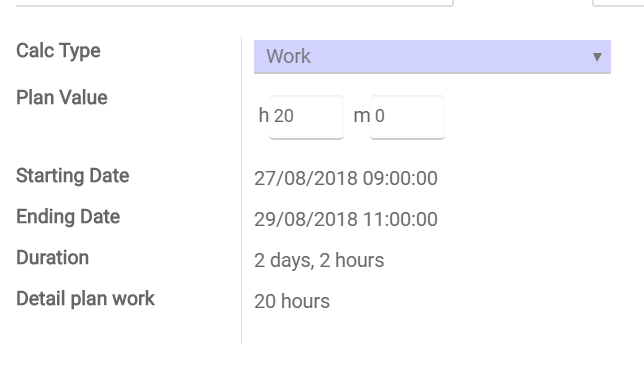 Calc Type Work ▼
Plan Value h 20 m 0
Starting Date 27/08/2018 09:00:00
Ending Date 29/08/2018 11:00:00
Duration 2 days, 2 hours
Detail plan work 20 hours